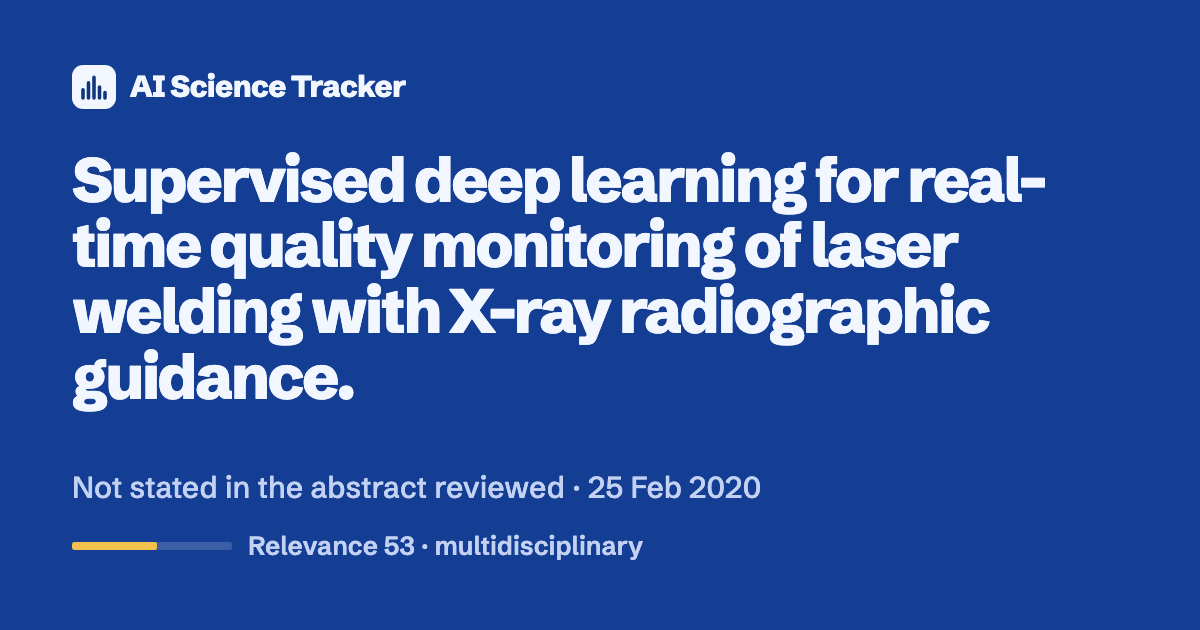 AI Science Tracker
Supervised deep learning for real-
time quality monitoring of laser
welding with X-ray radiographic
guidance.
Not stated in the abstract reviewed · 25 Feb 2020
Relevance 53 · multidisciplinary